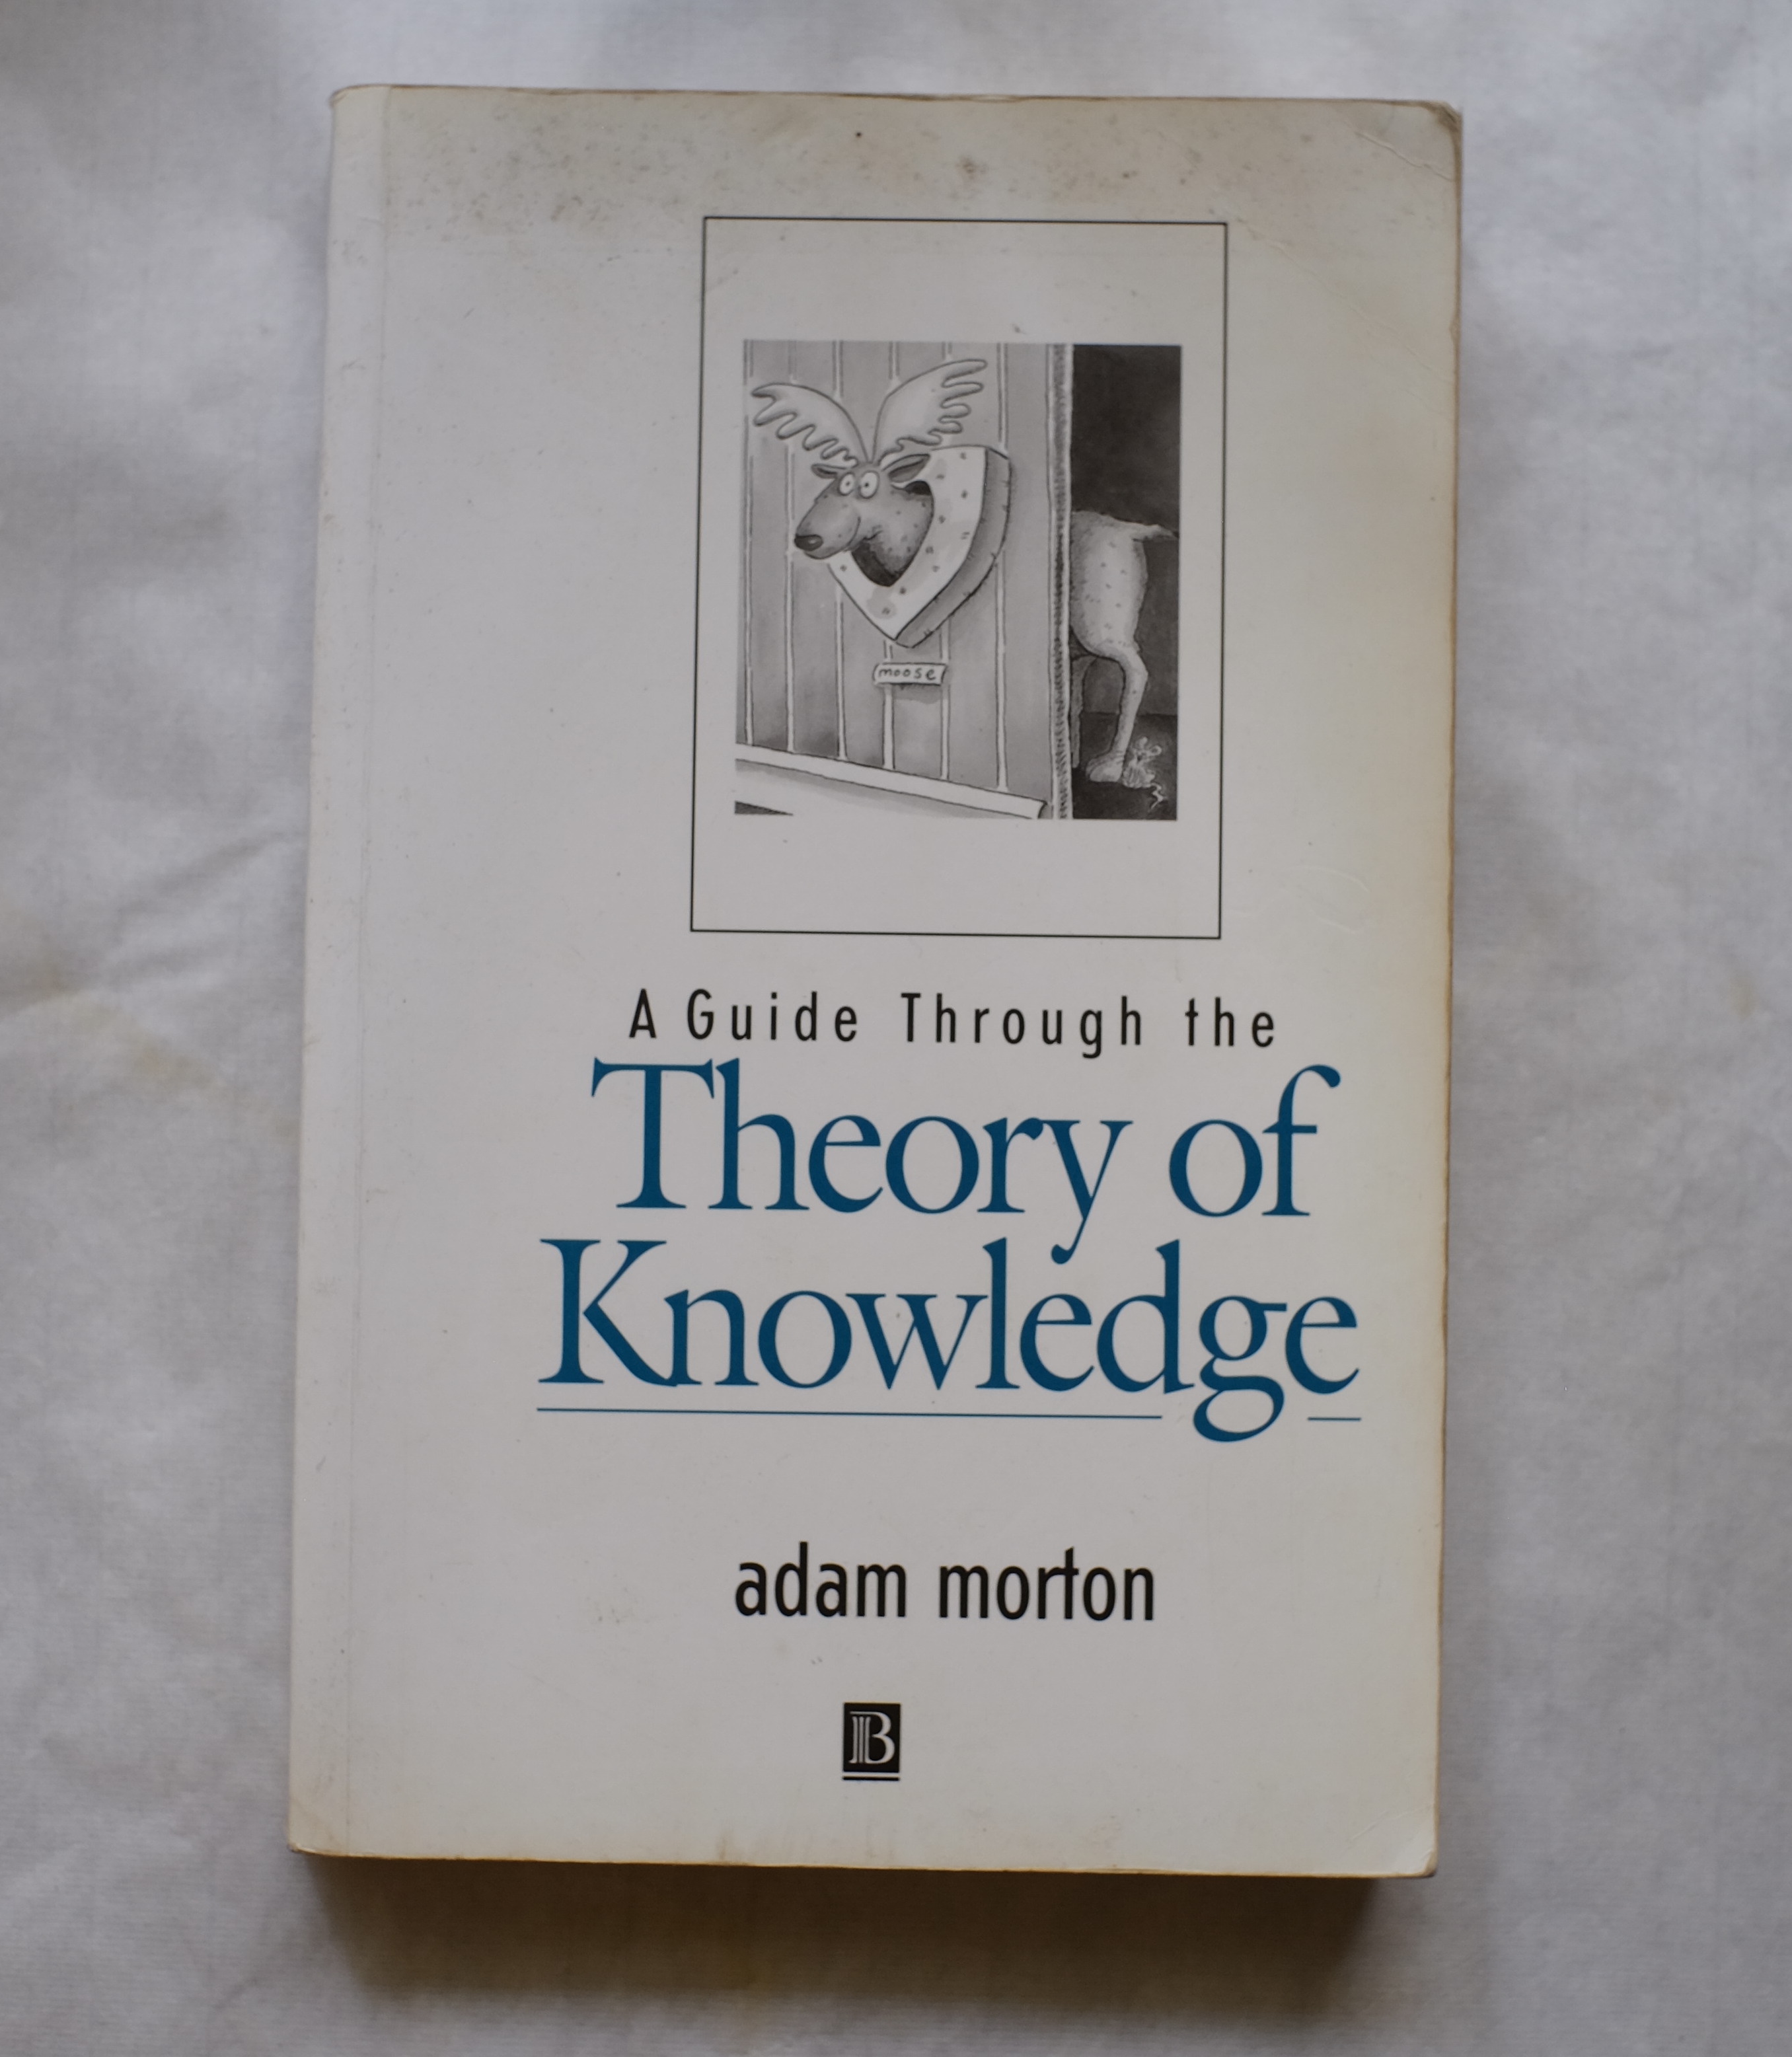 moose
A Guide Through the
Theory of
Knowledge
adam morton
B